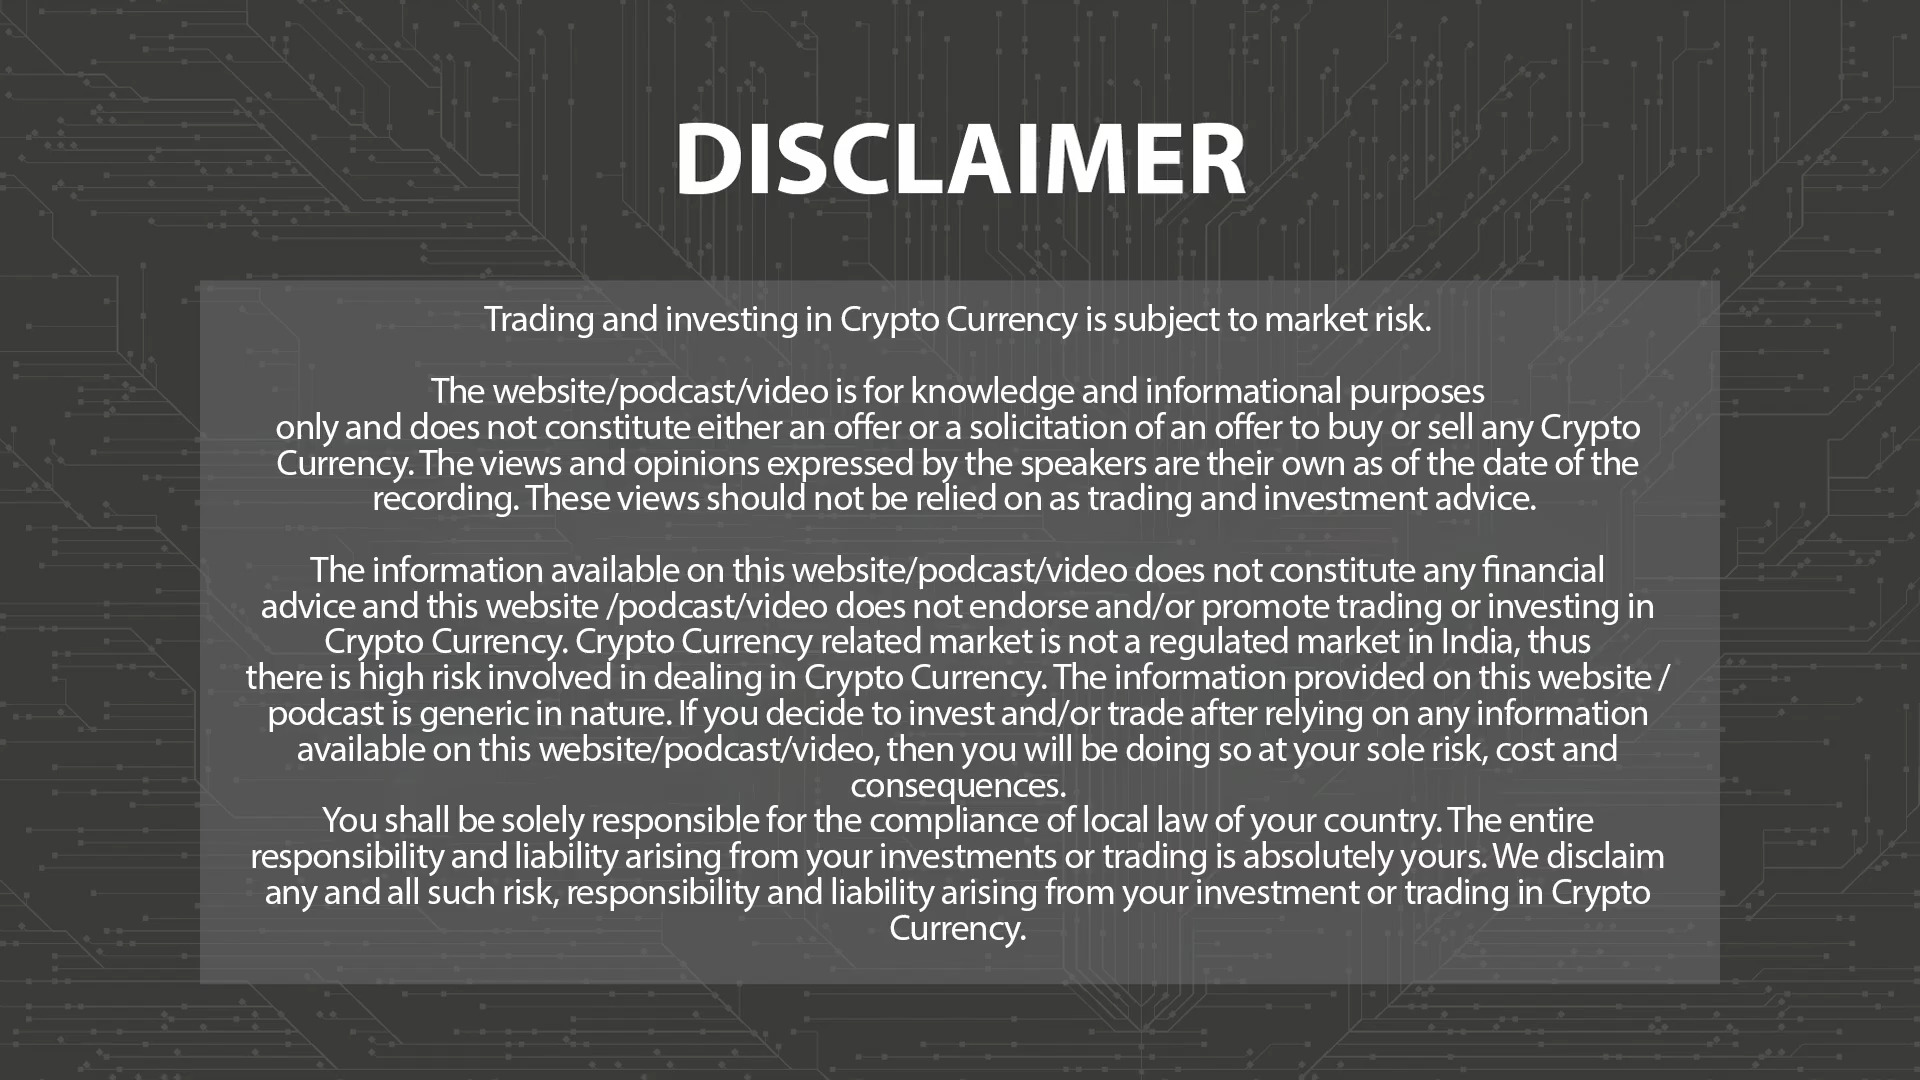 DISCLAIMER
Trading and investing in Crypto Currency is subject to market risk.
The website/podcast/video is for knowledge and informational purposes
only and does not constitute either an offer or a solicitation of an offer to buy or sell any Crypto
Currency. The views and opinions expressed by the speakers are their own as of the date of the
recording. These views should not be relied on as trading and investment advice.
The information available on this website/podcast/video does not constitute any financial
advice and this website /podcast/video does not endorse and/or promote trading or investing in
Crypto Currency. Crypto Currency related market is not a regulated market in India, thus
there is high risk involved in dealing in Crypto Currency. The information provided on this website /
podcast is generic in nature. If you decide to invest and/or trade after relying on any information
available on this website/podcast/video, then you will be doing so at your sole risk, cost and
consequences.
You shall be solely responsible for the compliance of local law of your country. The entire
responsibility and liability arising from your investments or trading is absolutely yours. We disclaim
any and all such risk, responsibility and liability arising from your investment or trading in Crypto
Currency.